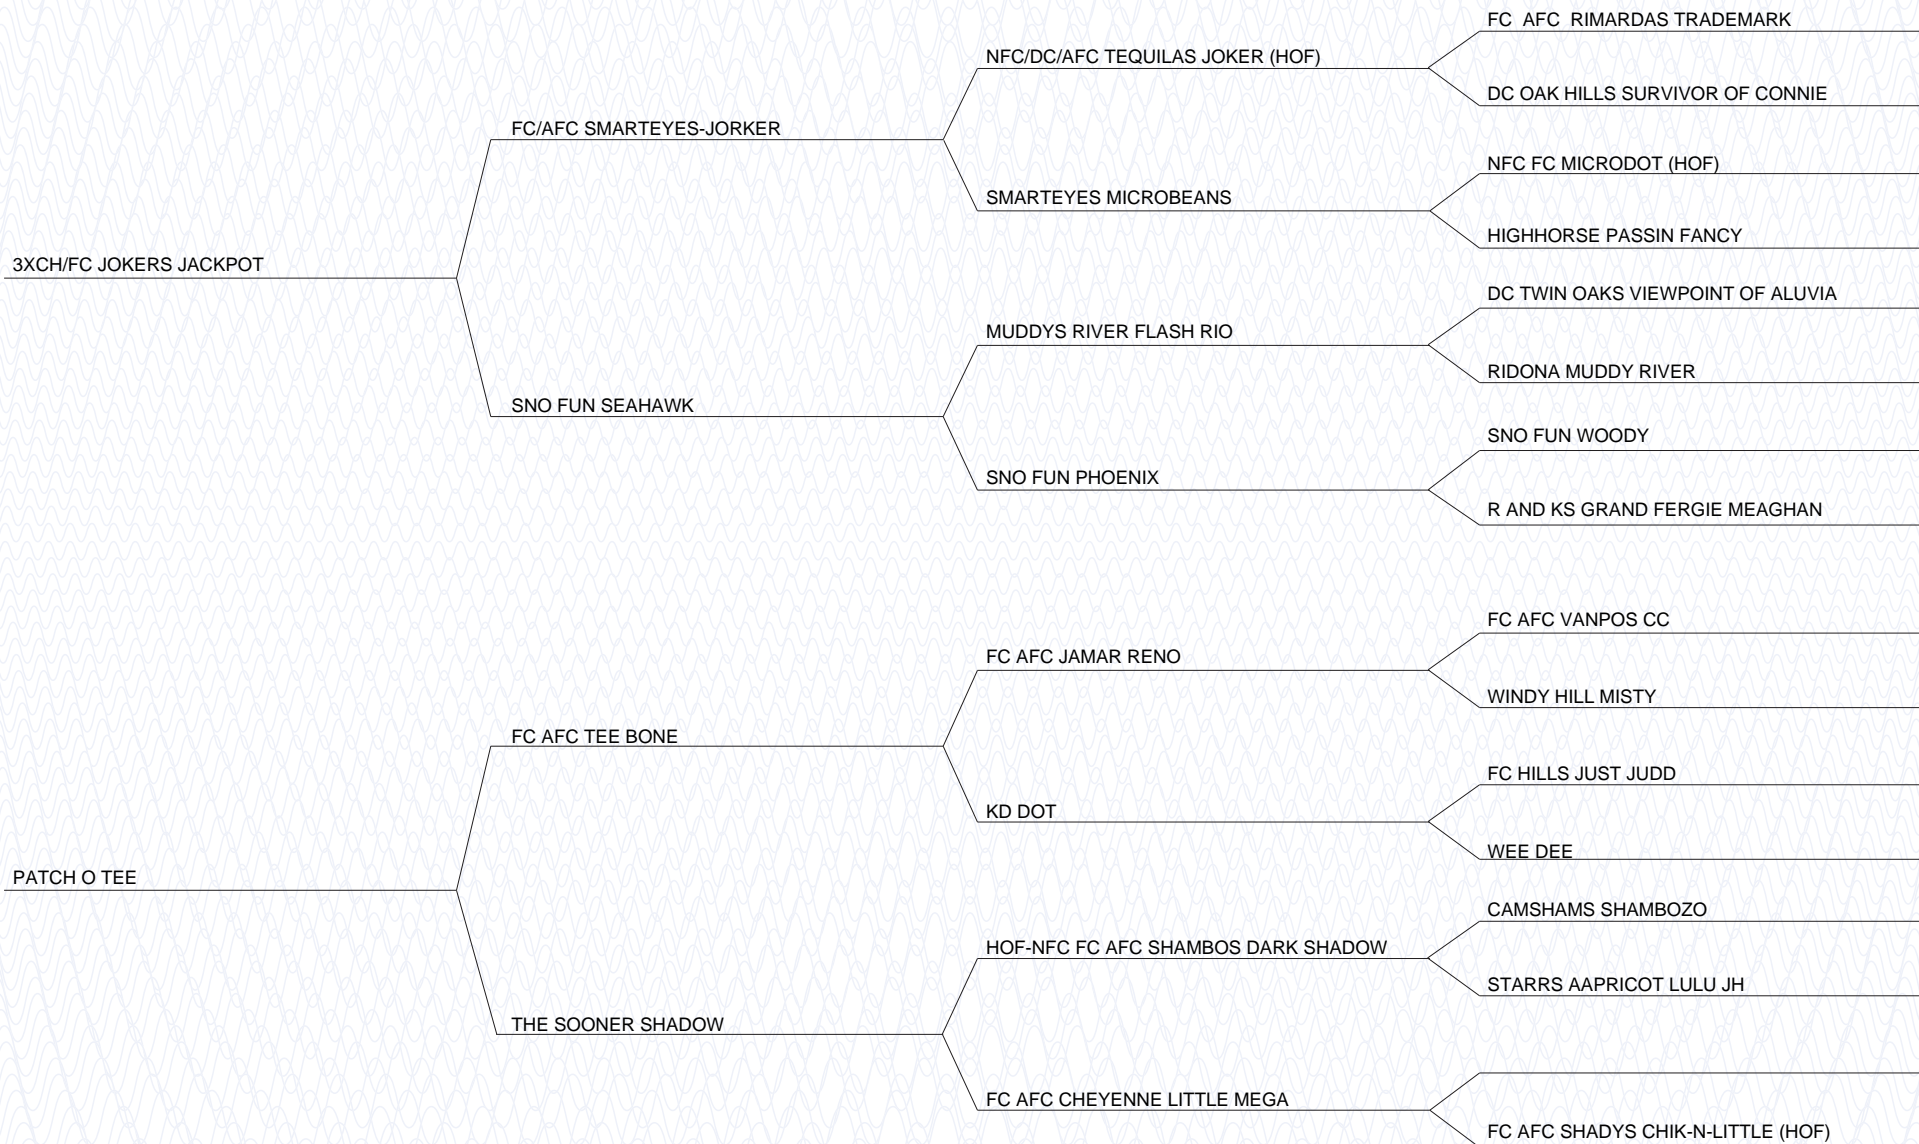 FC  AFC  RIMARDAS TRADEMARK
NFC/DC/AFC TEQUILAS JOKER (HOF)
DC OAK HILLS SURVIVOR OF CONNIE
FC/AFC SMARTEYES-JORKER
NFC FC MICRODOT (HOF)
SMARTEYES MICROBEANS
HIGHHORSE PASSIN FANCY
3XCH/FC JOKERS JACKPOT
DC TWIN OAKS VIEWPOINT OF ALUVIA
MUDDYS RIVER FLASH RIO
RIDONA MUDDY RIVER
SNO FUN SEAHAWK
SNO FUN WOODY
SNO FUN PHOENIX
R AND KS GRAND FERGIE MEAGHAN
FC AFC VANPOS CC
FC AFC JAMAR RENO
WINDY HILL MISTY
FC AFC TEE BONE
FC HILLS JUST JUDD
KD DOT
WEE DEE
PATCH O TEE
CAMSHAMS SHAMBOZO
HOF-NFC FC AFC SHAMBOS DARK SHADOW
STARRS AAPRICOT LULU JH
THE SOONER SHADOW
FC AFC CHEYENNE LITTLE MEGA
FC AFC SHADYS CHIK-N-LITTLE (HOF)